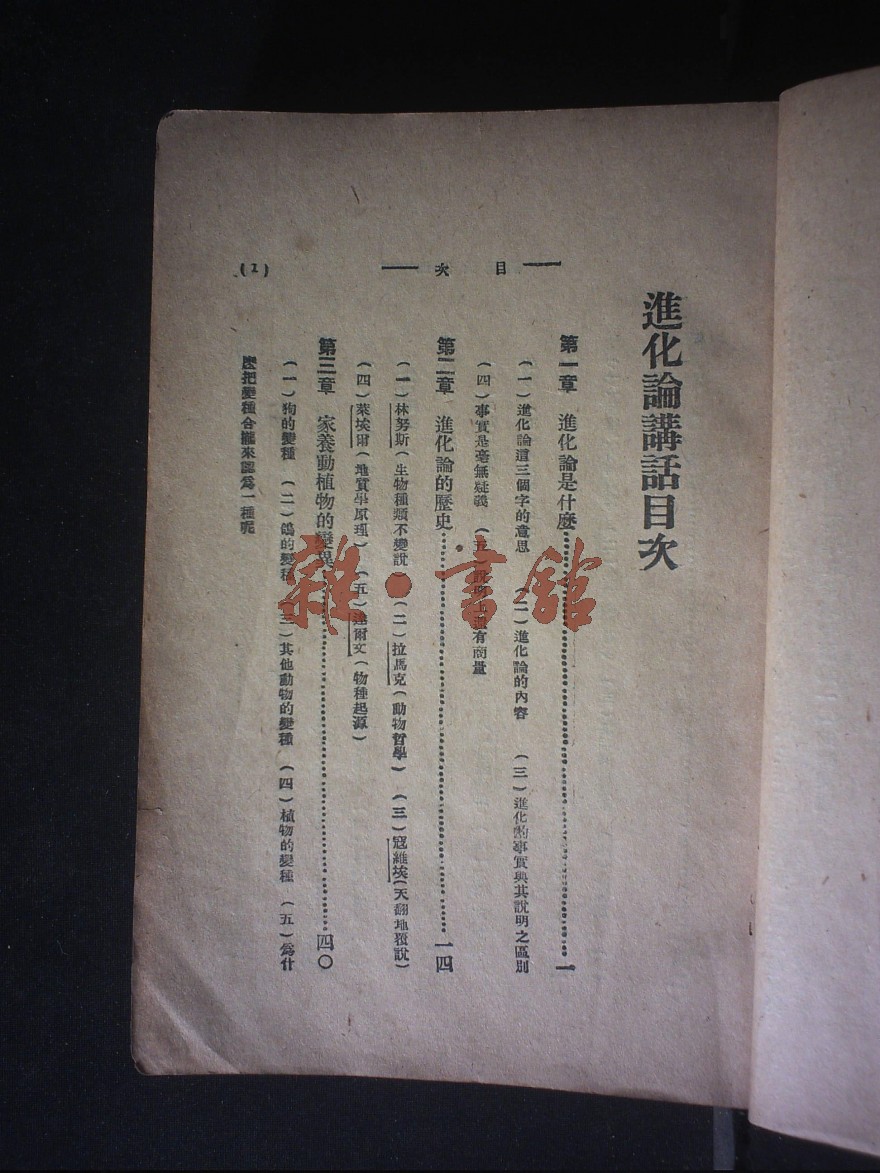 進化論講話目次
第一章　進化論是什麼……一
（一）進化論這三個字的意思　（二）進化論的內容　（三）進化的事實與其說明之區別
（四）事實是毫無疑義　（五）說明上還有商量
第二章　進化論的歷史……一四
（一）林努斯（生物種類不變說）　（二）拉馬克（動物哲學）　（三）寇維埃（天翻地覆說）
（四）萊埃爾（地質學原理）　（五）達爾文（物種起源）
第三章　家養動植物的變異……四〇
（一）狗的變種　（二）鴿的變種　（三）其他動物的變種　（四）植物的變種　（五）爲什
麼把變種合攏來認爲一種呢
目　次
(1)
雜·書館